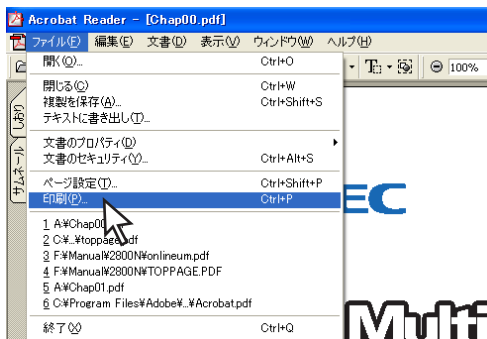 Acrobat Reader - [Chap00.pdf]
ファイル(F) 編集(E) 文書(D) 表示(V) ウィンドウ(W) ヘルプ(H)
開く(O)... Ctrl+O
100%
閉じる(C) Ctrl+W
複製を保存(A)... Ctrl+Shift+S
テキストに書き出し(T)...
しおり
文書のプロパティ(D)
文書のセキュリティ(Y)... Ctrl+Alt+S
サムネール
ページ設定(T)... Ctrl+Shift+P
印刷(P)... Ctrl+P
EC
1 A:¥Chap00
2 C:¥...¥toppage.pdf
3 F:¥Manual¥2800N¥onlineum.pdf
4 F:¥Manual¥2800N¥TOPPAGE.PDF
5 A:¥Chap01.pdf
6 C:¥Program Files¥Adobe¥...¥Acrobat.pdf
終了(X) Ctrl+Q
Multi